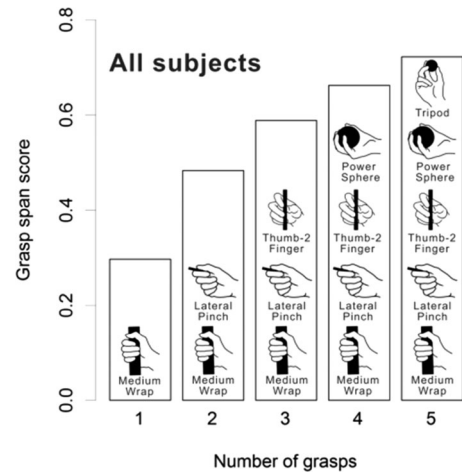 All subjects
Grasp span score
0.8
0.6
0.4
0.2
0.0
Medium
Wrap
Lateral
Pinch
Medium
Wrap
Thumb-2
Finger
Lateral
Pinch
Medium
Wrap
Power
Sphere
Thumb-2
Finger
Lateral
Pinch
Medium
Wrap
Tripod
Power
Sphere
Thumb-2
Finger
Lateral
Pinch
Medium
Wrap
1 2 3 4 5
Number of grasps